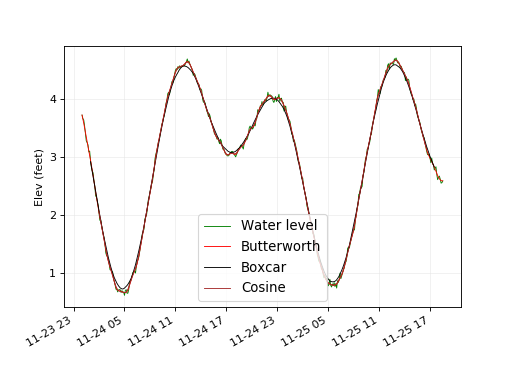 4
3
2
1
Elev (feet)
Water level
Butterworth
Boxcar
Cosine
11-23 23
11-24 05
11-24 11
11-24 17
11-24 23
11-25 05
11-25 11
11-25 17